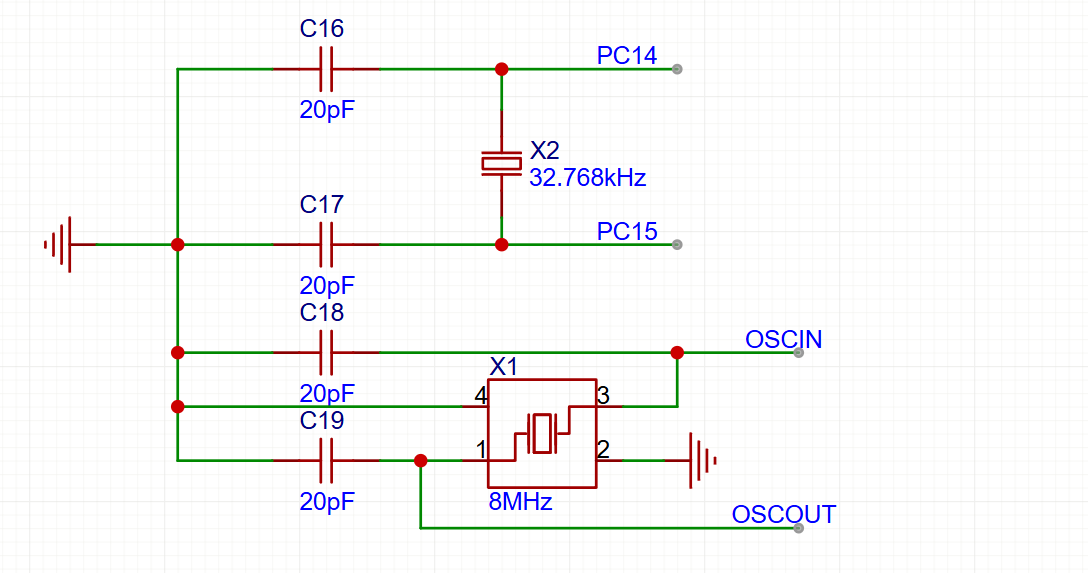 C16
PC14
20pF
X2
32.768kHz
C17
PC15
20pF
C18
OSCIN
X1
20pF
4
3
C19
1
2
20pF
8MHz
OSCOUT